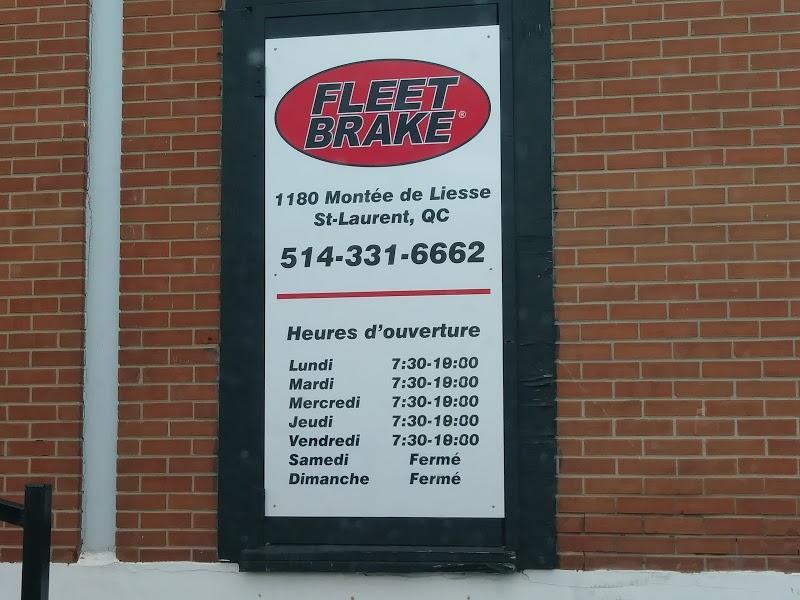 FLEET
BRAKE®
1180 Montée de Liesse
St-Laurent, QC
514-331-6662
Heures d'ouverture
Lundi 7:30-19:00
Mardi 7:30-19:00
Mercredi 7:30-19:00
Jeudi 7:30-19:00
Vendredi 7:30-19:00
Samedi Fermé
Dimanche Fermé